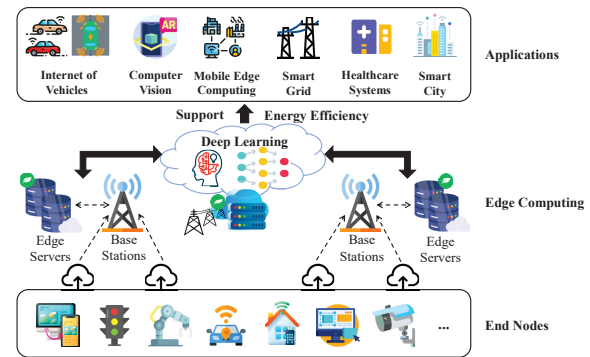 AR
Applications
Internet of
Vehicles
Computer
Vision
Mobile Edge
Computing
Smart
Grid
Healthcare
Systems
Smart
City
Support
Energy Efficiency
Deep Learning
Edge Computing
Edge
Servers
Base
Stations
Base
Stations
Edge
Servers
End Nodes
...